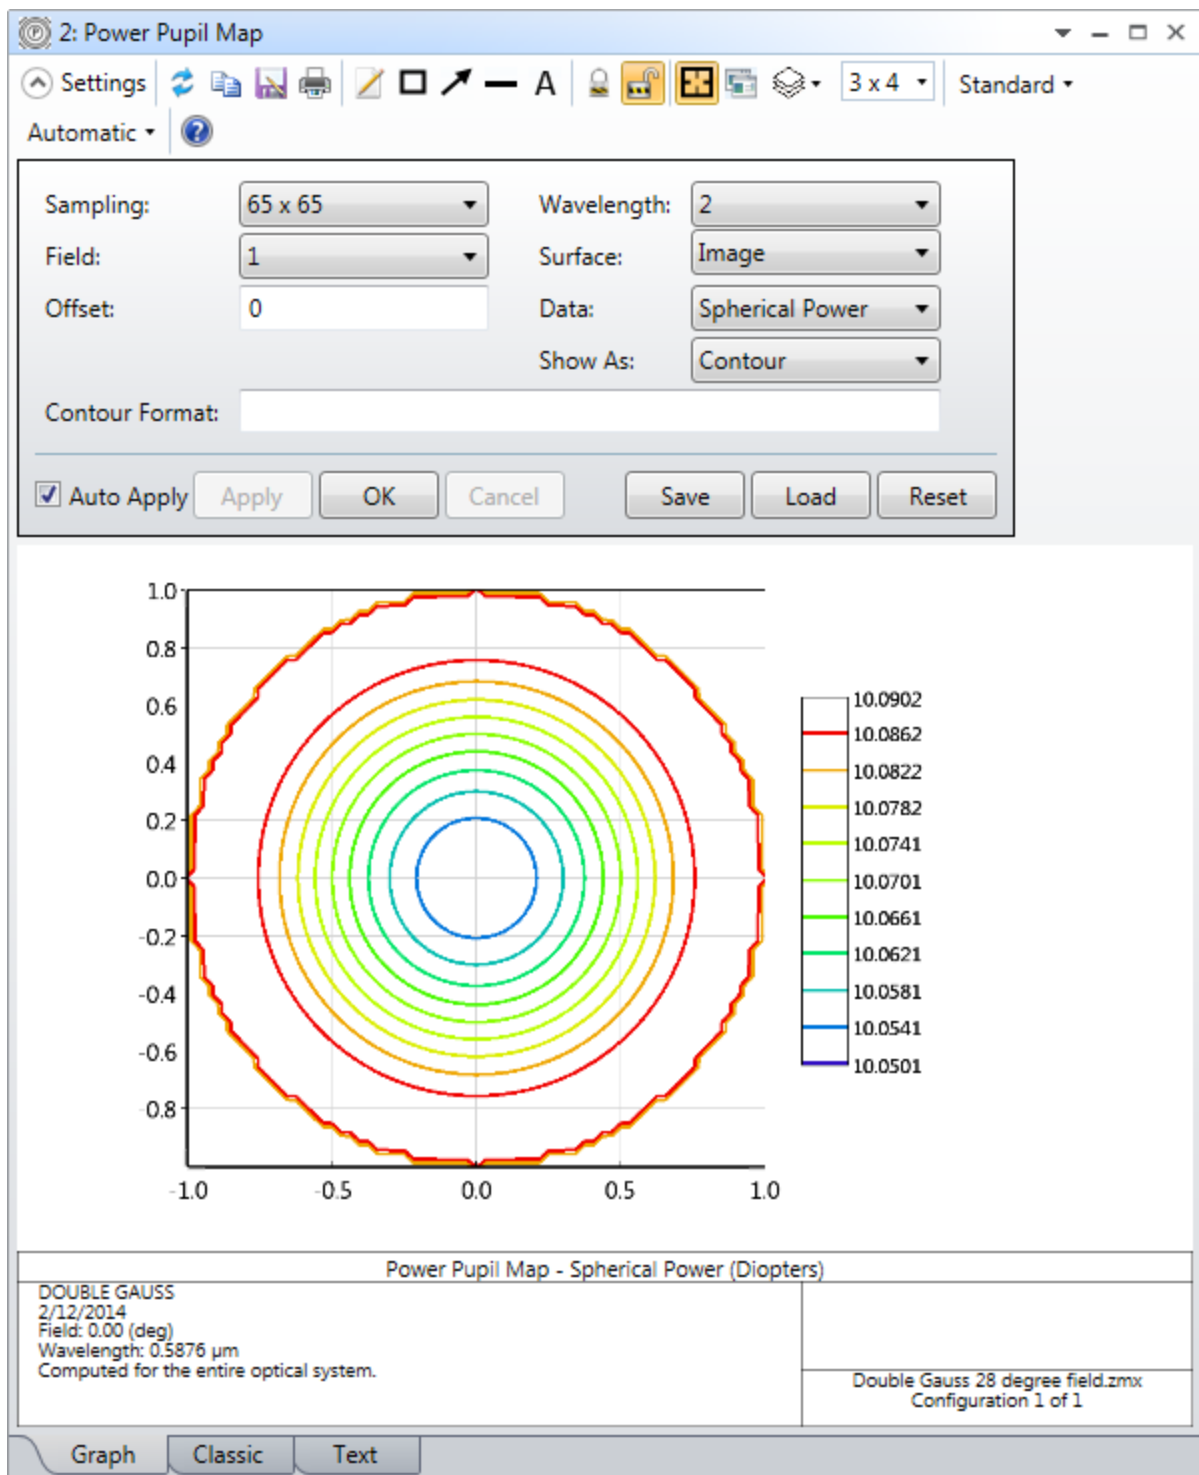 2: Power Pupil Map
Settings A 3 x 4 Standard
Automatic ?
Sampling: 65 x 65 Wavelength: 2
Field: 1 Surface: Image
Offset: 0 Data: Spherical Power
Show As: Contour
Contour Format:
Auto Apply Apply OK Cancel Save Load Reset
1.0
0.8
0.6
0.4
0.2
0.0
-0.2
-0.4
-0.6
-0.8
-1.0 -0.5 0.0 0.5 1.0
10.0902
10.0862
10.0822
10.0782
10.0741
10.0701
10.0661
10.0621
10.0581
10.0541
10.0501
Power Pupil Map - Spherical Power (Diopters)
DOUBLE GAUSS
2/12/2014
Field: 0.00 (deg)
Wavelength: 0.5876 µm
Computed for the entire optical system.
Double Gauss 28 degree field.zmx
Configuration 1 of 1
Graph Classic Text